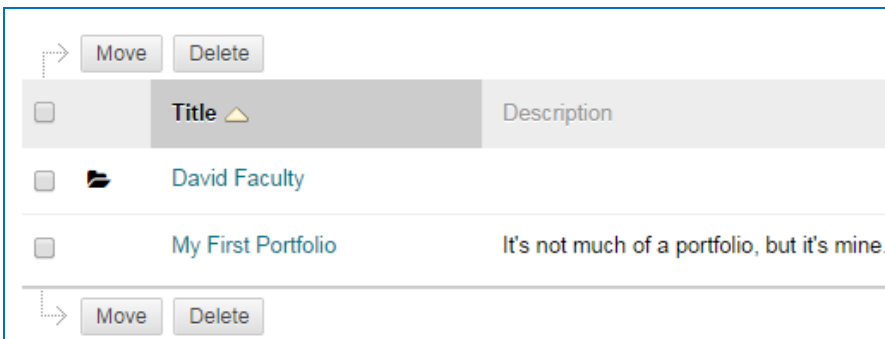 Move Delete
Title Description
David Faculty
My First Portfolio It's not much of a portfolio, but it's mine.
Move Delete